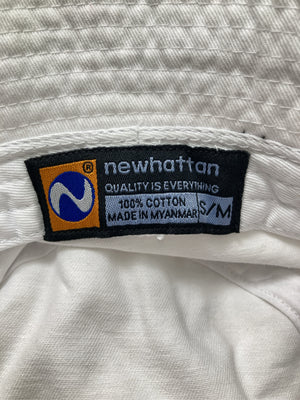 ®
newhattan
QUALITY IS EVERYTHING
100% COTTON
MADE IN MYANMAR
S/M